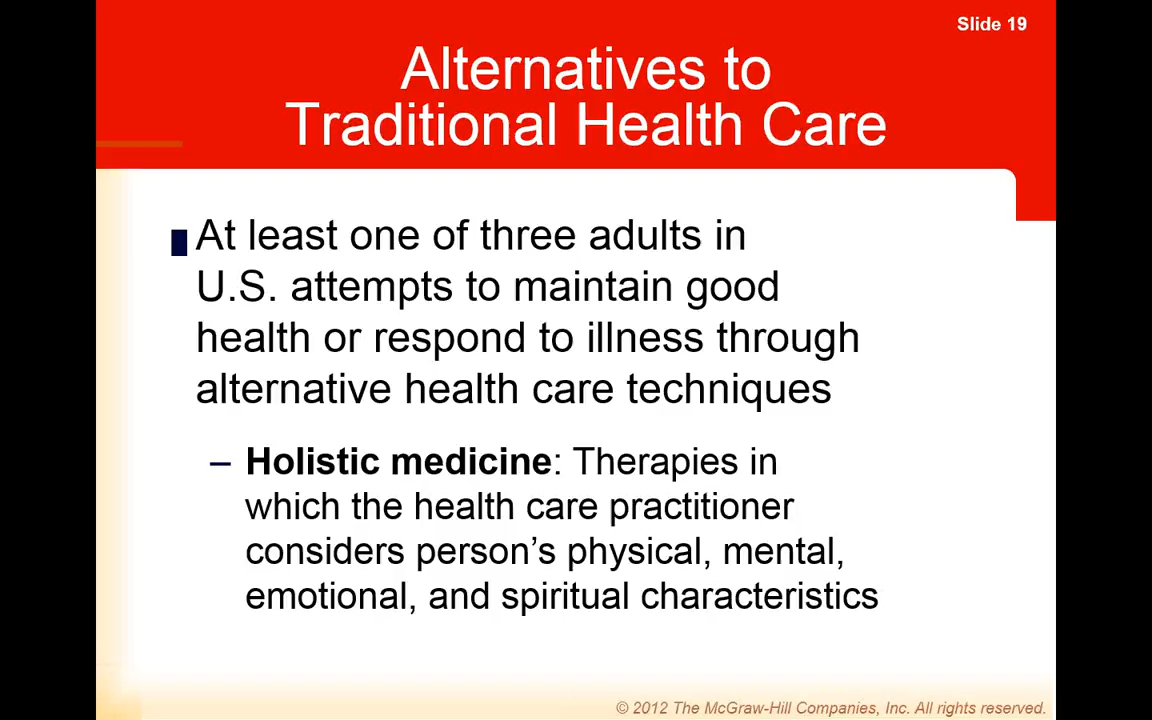 Slide 19
Alternatives to
Traditional Health Care
At least one of three adults in
U.S. attempts to maintain good
health or respond to illness through
alternative health care techniques
– Holistic medicine: Therapies in
which the health care practitioner
considers person’s physical, mental,
emotional, and spiritual characteristics
© 2012 The McGraw-Hill Companies, Inc. All rights reserved.